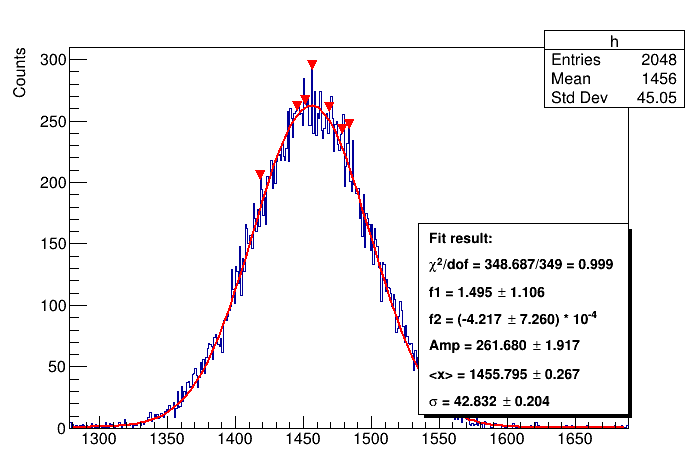 h
Entries 2048
Mean 1456
Std Dev 45.05
Counts
300
250
200
150
100
50
0
Fit result:
χ²/dof = 348.687/349 = 0.999
f1 = 1.495 ± 1.106
f2 = (-4.217 ± 7.260) * 10⁻⁴
Amp = 261.680 ± 1.917
<x> = 1455.795 ± 0.267
σ = 42.832 ± 0.204
1300 1350 1400 1450 1500 1550 1600 1650